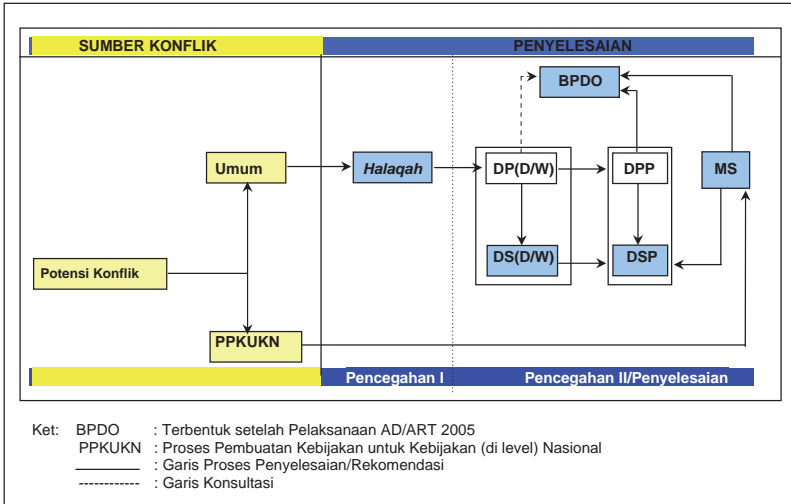 SUMBER KONFLIK PENYELESAIAN
BPDO
Umum Halaqah DP(D/W) DPP MS
Potensi Konflik DS(D/W) DSP
PPKUKN
Pencegahan I Pencegahan II/Penyelesaian
Ket: BPDO : Terbentuk setelah Pelaksanaan AD/ART 2005
PPKUKN : Proses Pembuatan Kebijakan untuk Kebijakan (di level) Nasional
: Garis Proses Penyelesaian/Rekomendasi
: Garis Konsultasi